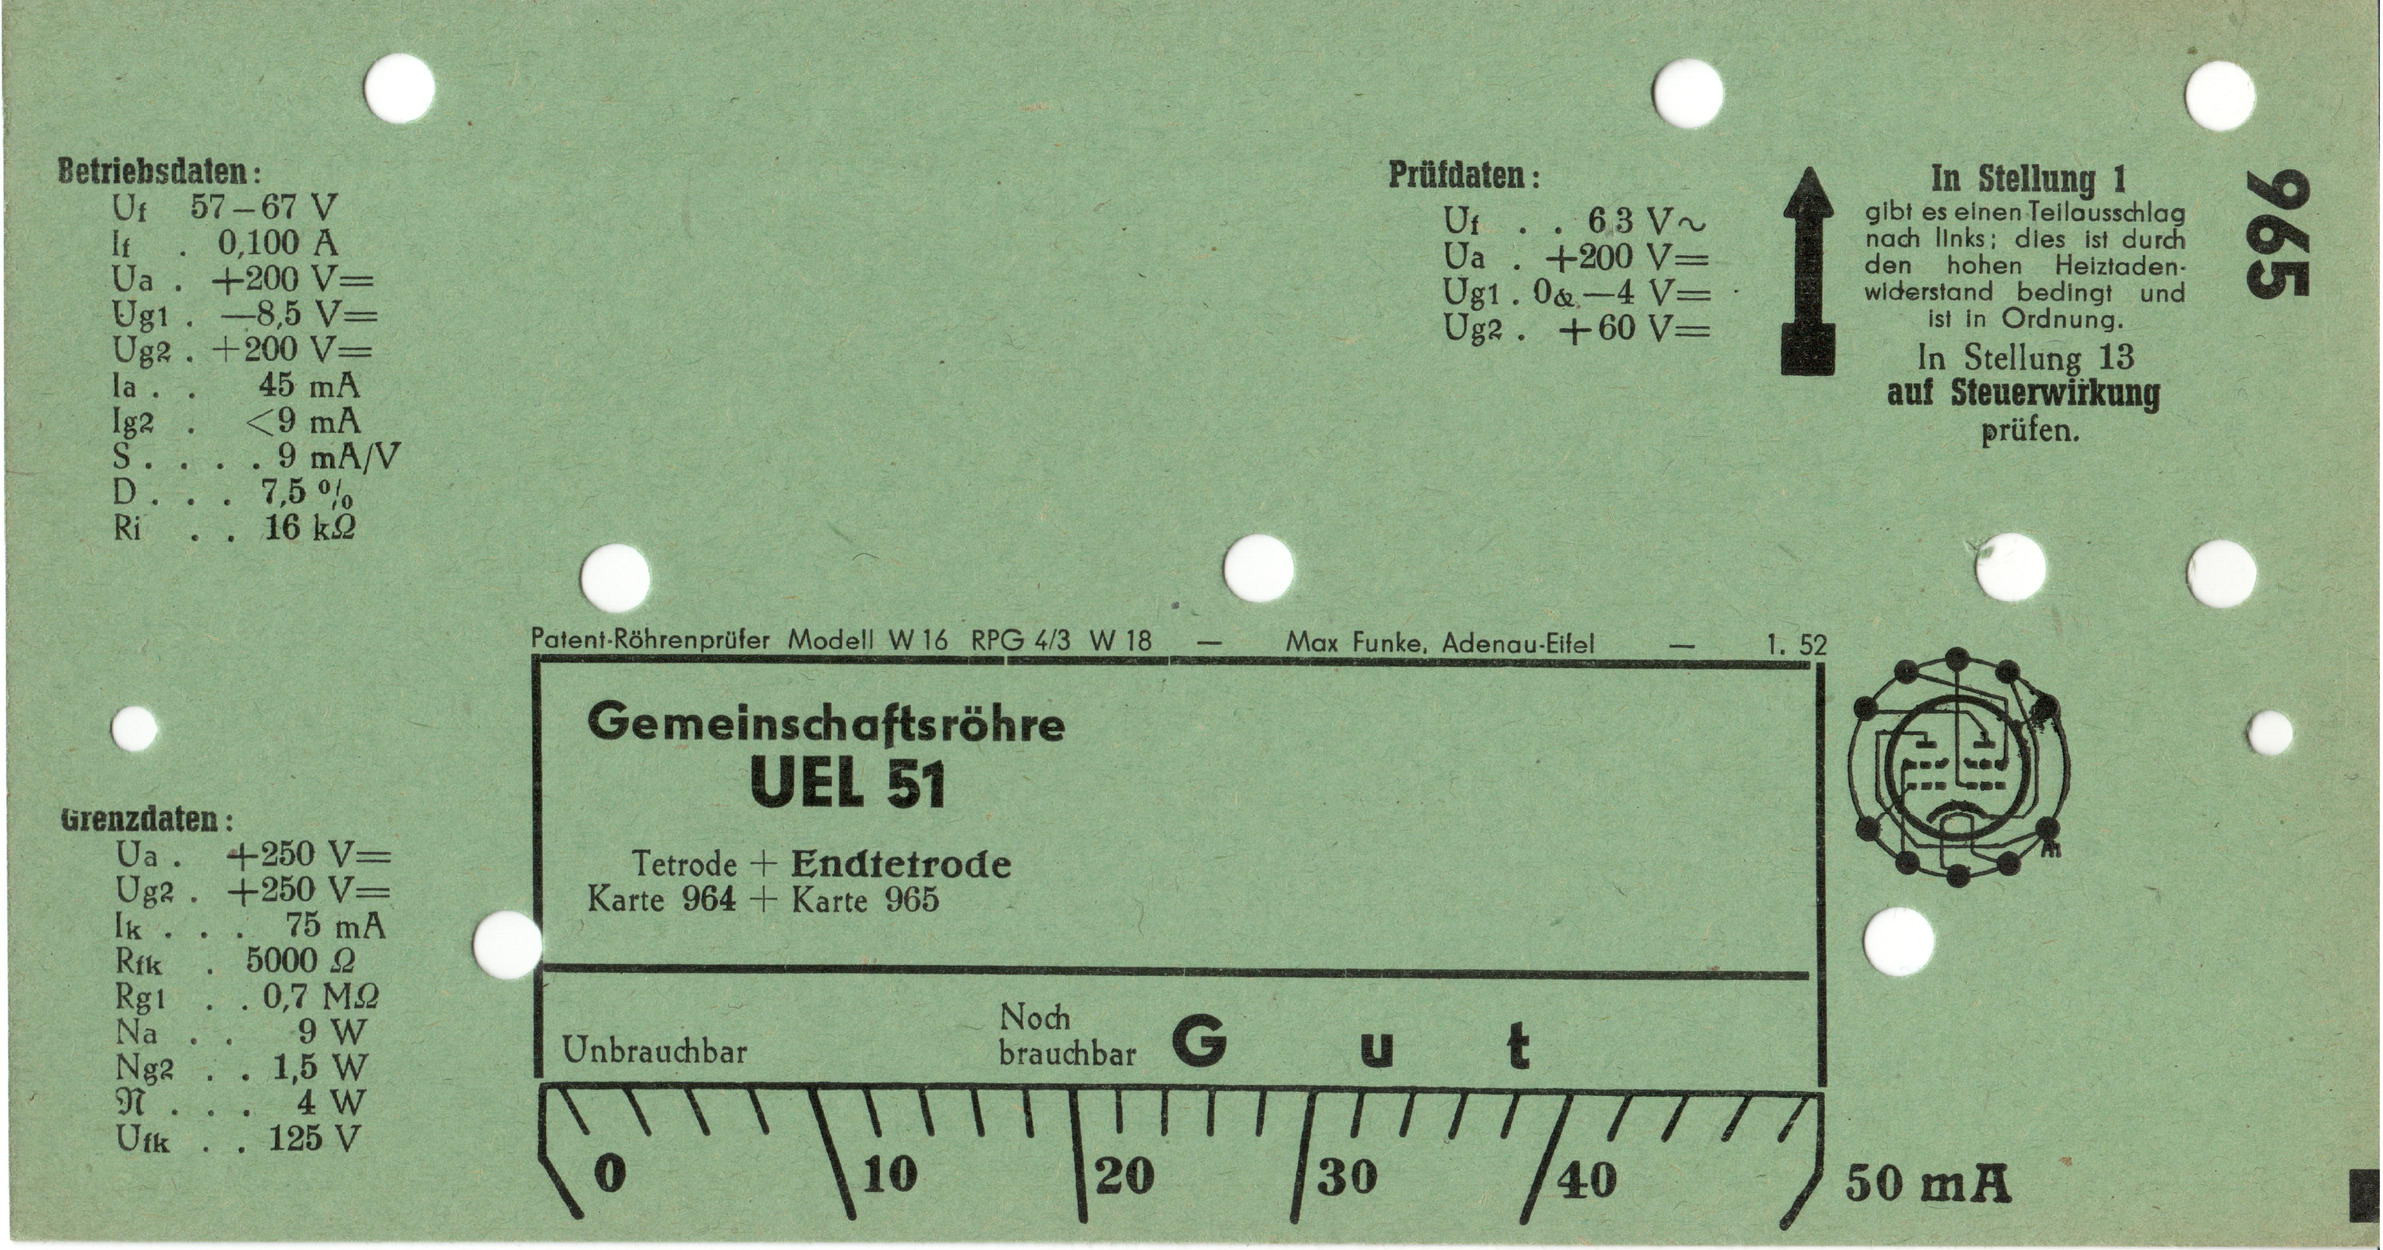 Betriebsdaten:
Uf 57–67 V
If . 0,100 A
Ua . +200 V=
Ug1 . —8,5 V=
Ug2 . +200 V=
Ia . . 45 mA
Ig2 . <9 mA
S . . . . 9 mA/V
D . . . 7,5 %
Ri . . 16 kΩ
Prüfdaten:
Uf . . 6,3 V~
Ua . +200 V=
Ug1 . 0&—4 V=
Ug2 . +60 V=
In Stellung 1
gibt es einen Teilausschlag
nach links; dies ist durch
den hohen Heizfaden-
widerstand bedingt und
ist in Ordnung.
In Stellung 13
auf Steuerwirkung
prüfen.
965
Patent-Röhrenprüfer Modell W 16 RPG 4/3 W 18 — Max Funke, Adenau-Eifel — 1. 52
Gemeinschaftsröhre
UEL 51
Tetrode + Endtetrode
Karte 964 + Karte 965
Grenzdaten:
Ua . +250 V=
Ug2 . +250 V=
Ik . . . 75 mA
Rfk . 5000 Ω
Rg1 . . 0,7 MΩ
Na . . 9 W
Ng2 . . 1,5 W
𝔑 . . . 4 W
Ufk . . 125 V
Unbrauchbar
Noch
brauchbar
Gut
0 10 20 30 40 50 mA